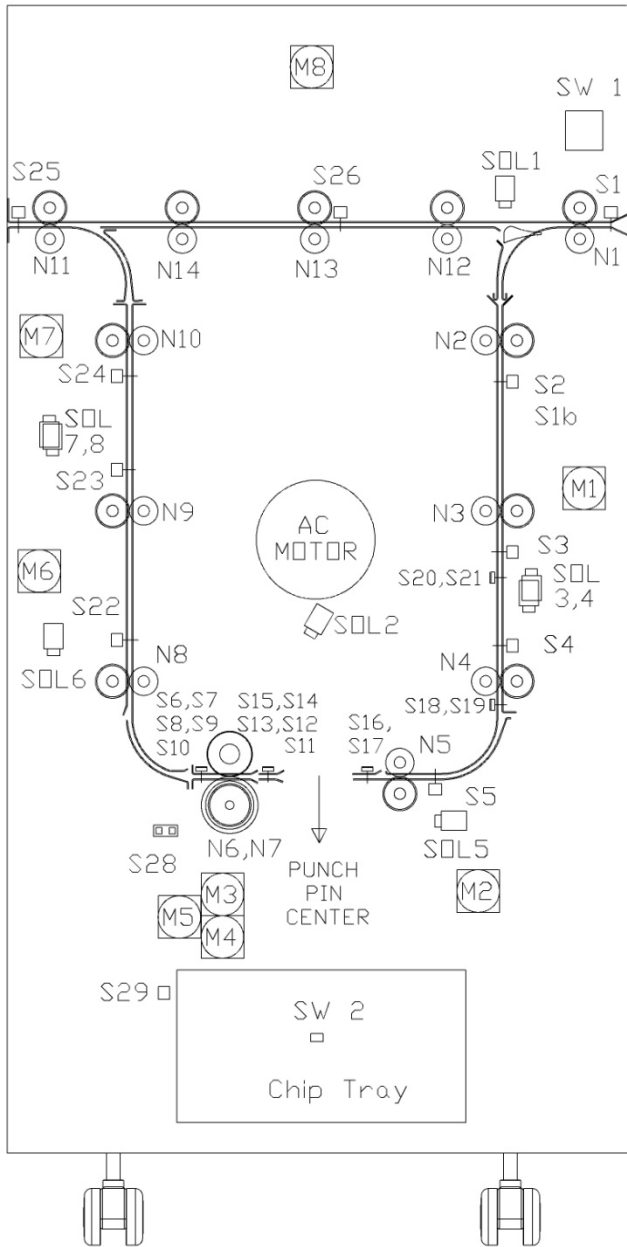 M8
SW 1
S25
S26
SOL1
S1
N11
N14
N13
N12
N1
M7
N10
N2
S24
S2
SOL
7,8
S1b
S23
M1
N9
AC
MOTOR
N3
M6
S3
S20,S21
SOL
3,4
S22
SOL2
S4
SOL6
N8
N4
S6,S7
S8,S9
S10
S15,S14
S13,S12
S11
S16,
S17
S18,S19
N5
S5
S28
N6,N7
SOL5
PUNCH
PIN
CENTER
M3
M5
M4
M2
S29
SW 2
Chip Tray